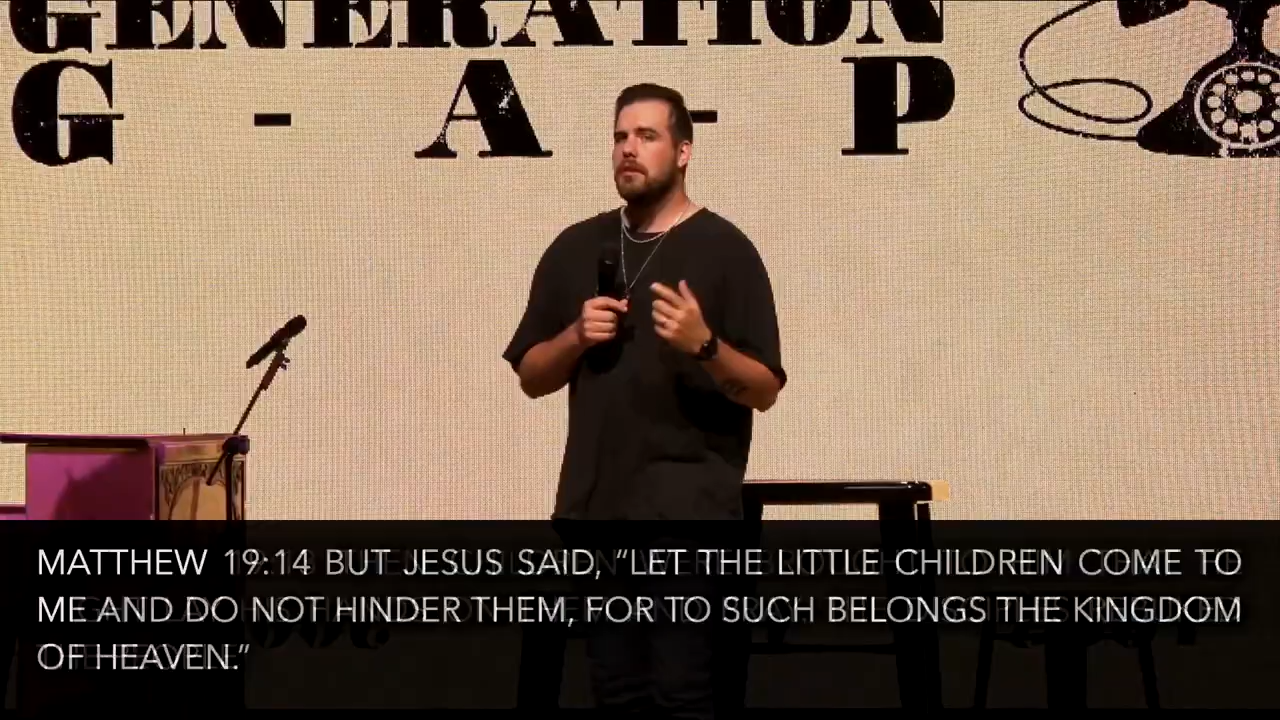 GENERATION
G - A - P
MATTHEW 19:14 BUT JESUS SAID, “LET THE LITTLE CHILDREN COME TO
ME AND DO NOT HINDER THEM, FOR TO SUCH BELONGS THE KINGDOM
OF HEAVEN.”